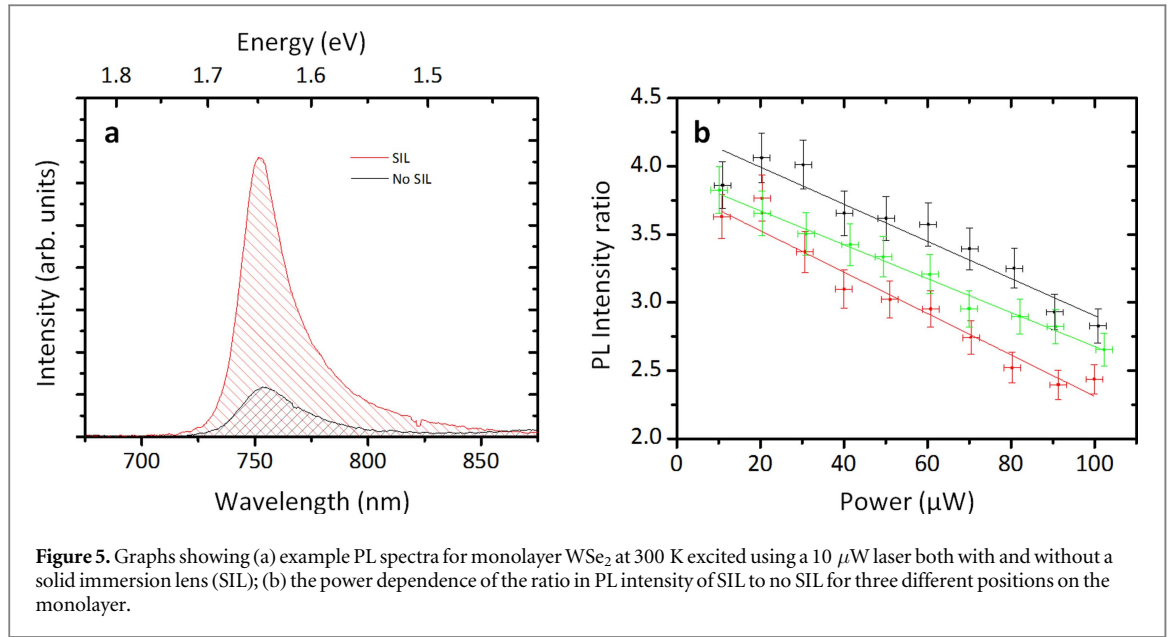 Energy (eV)
1.8 1.7 1.6 1.5
a
SIL
No SIL
Intensity (arb. units)
700 750 800 850
Wavelength (nm)
b
PL Intensity ratio
4.5
4.0
3.5
3.0
2.5
2.0
0 20 40 60 80 100
Power (μW)
Figure 5. Graphs showing (a) example PL spectra for monolayer WSe₂ at 300 K excited using a 10 μW laser both with and without a
solid immersion lens (SIL); (b) the power dependence of the ratio in PL intensity of SIL to no SIL for three different positions on the
monolayer.